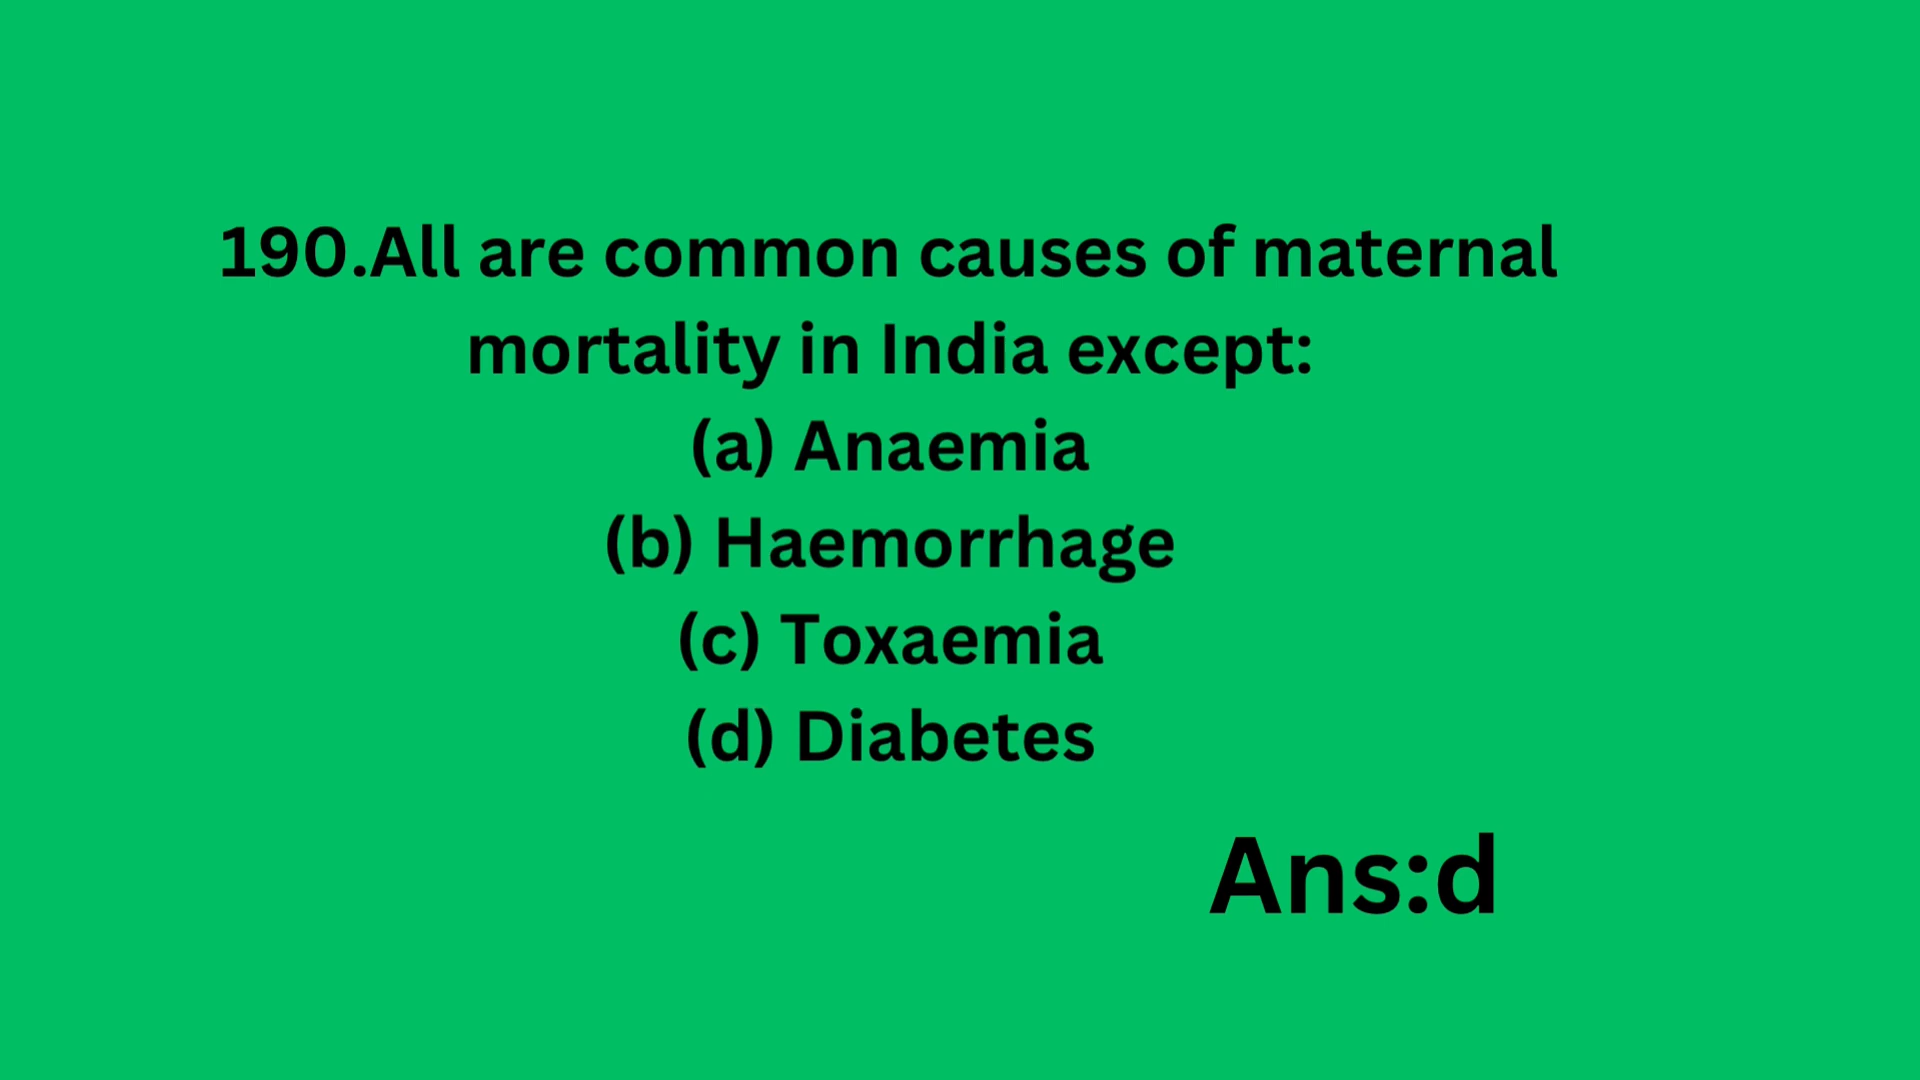 190.All are common causes of maternal
mortality in India except:
(a) Anaemia
(b) Haemorrhage
(c) Toxaemia
(d) Diabetes
Ans:d